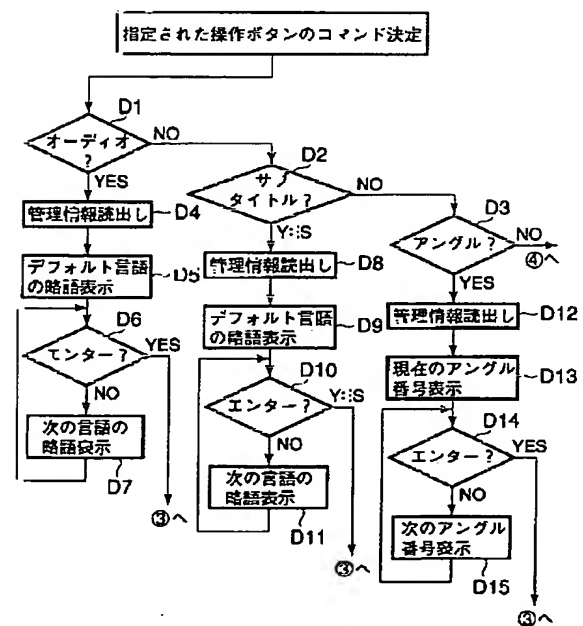 指定された操作ボタンのコマンド決定
D1
オーディオ
?
NO
YES
D2
サブ
タイトル?
NO
YES
D3
アングル?
NO
④へ
YES
管理情報読出し
D4
管理情報読出し
D8
管理情報読出し
D12
デフォルト言語
の略語表示
D5
デフォルト言語
の略語表示
D9
現在のアングル
番号表示
D13
D6
エンター?
YES
NO
D10
エンター?
YES
NO
D14
エンター?
YES
NO
次の言語の
略語表示
D7
次の言語の
略語表示
D11
次のアングル
番号表示
D15
③へ
③へ
③へ